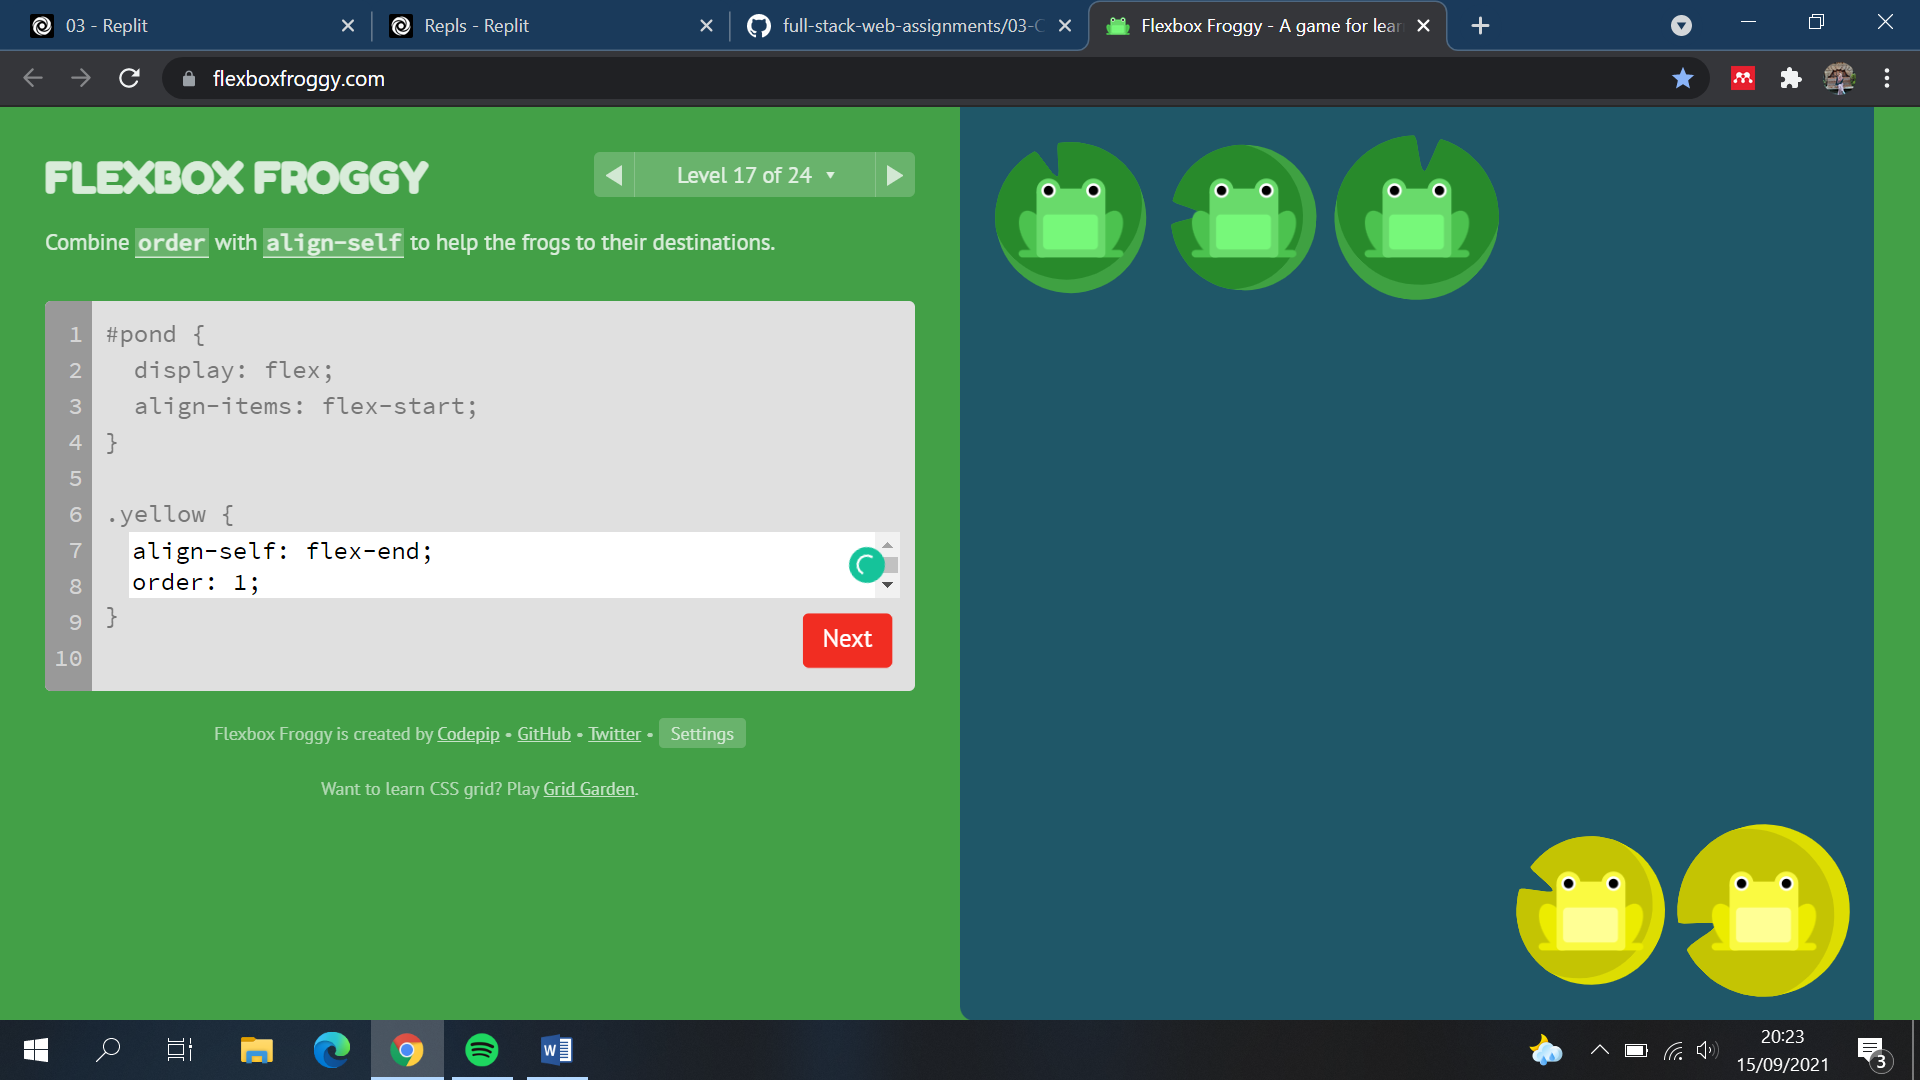 03 - Replit
Repls - Replit
full-stack-web-assignments/03-C
Flexbox Froggy - A game for lear
flexboxfroggy.com
FLEXBOX FROGGY
Level 17 of 24
Combine order with align-self to help the frogs to their destinations.
1 #pond {
2 display: flex;
3 align-items: flex-start;
4 }
5
6 .yellow {
7 align-self: flex-end;
8 order: 1;
9 }
10
Next
Flexbox Froggy is created by Codepip • GitHub • Twitter • Settings
Want to learn CSS grid? Play Grid Garden.
W
20:23
15/09/2021
3